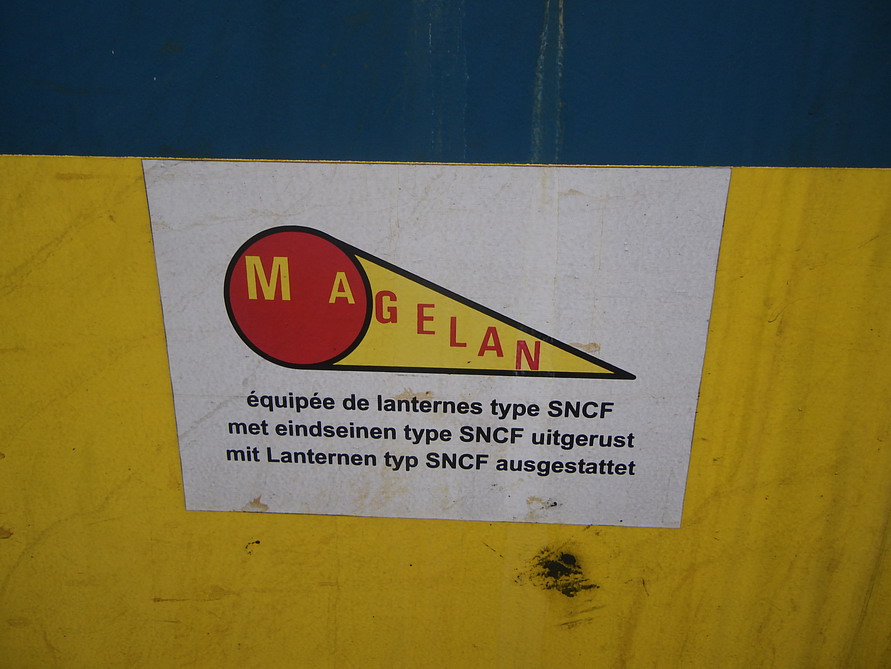 MAGELAN
équipée de lanternes type SNCF
met eindseinen type SNCF uitgerust
mit Lanternen typ SNCF ausgestattet